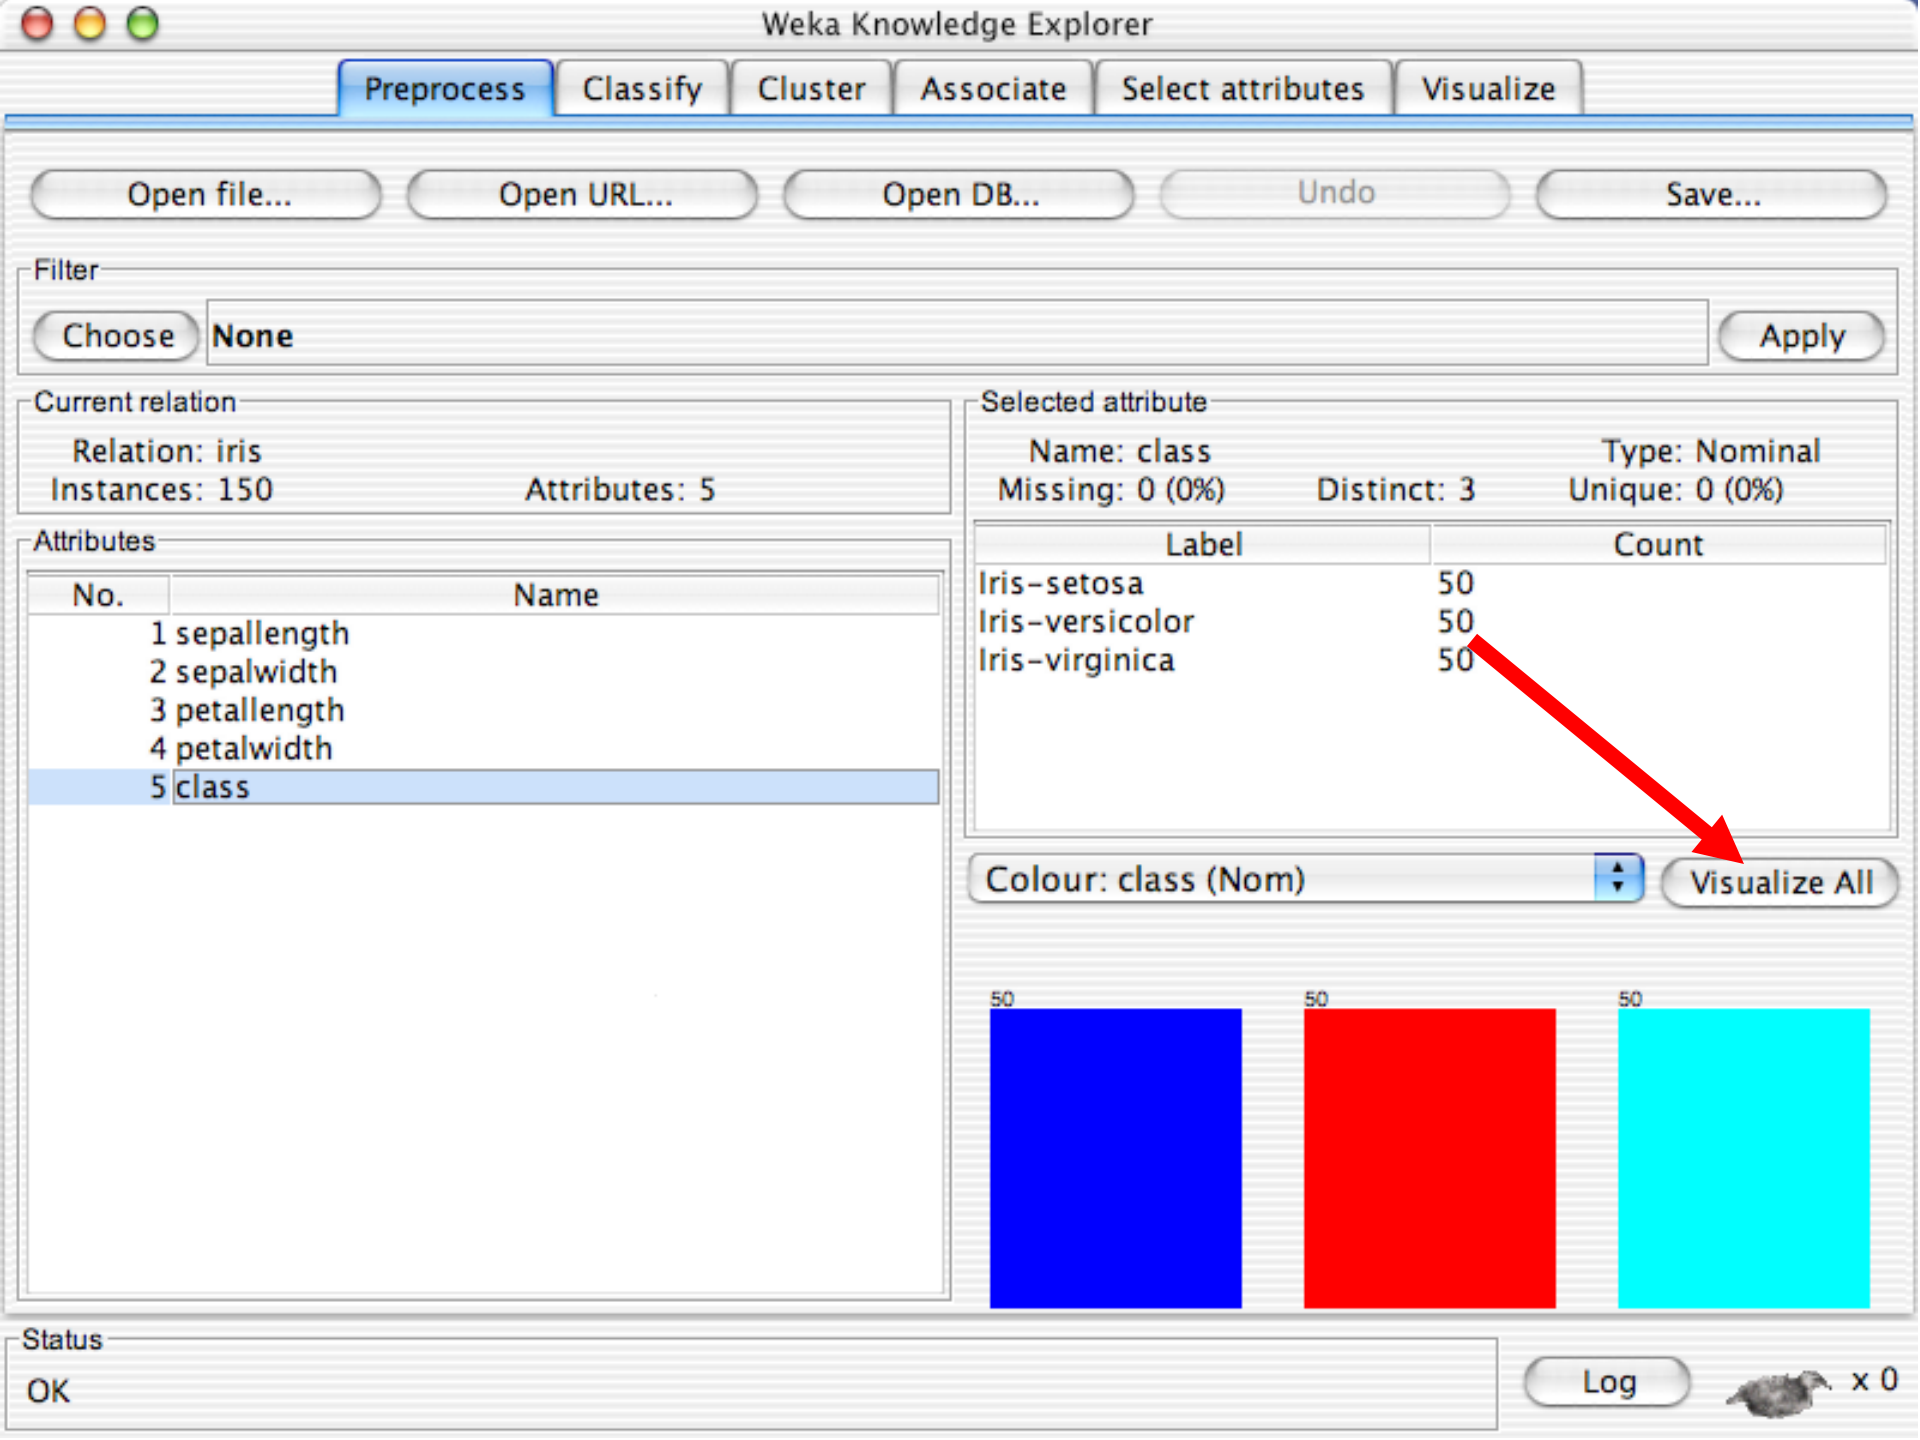 Weka Knowledge Explorer
Preprocess Classify Cluster Associate Select attributes Visualize
Open file... Open URL... Open DB... Undo Save...
Filter
Choose None Apply
Current relation
Relation: iris
Instances: 150 Attributes: 5
Attributes
No. Name
1 sepallength
2 sepalwidth
3 petallength
4 petalwidth
5 class
Selected attribute
Name: class Type: Nominal
Missing: 0 (0%) Distinct: 3 Unique: 0 (0%)
Label Count
Iris-setosa 50
Iris-versicolor 50
Iris-virginica 50
Colour: class (Nom) Visualize All
50 50 50
Status
OK
Log x 0